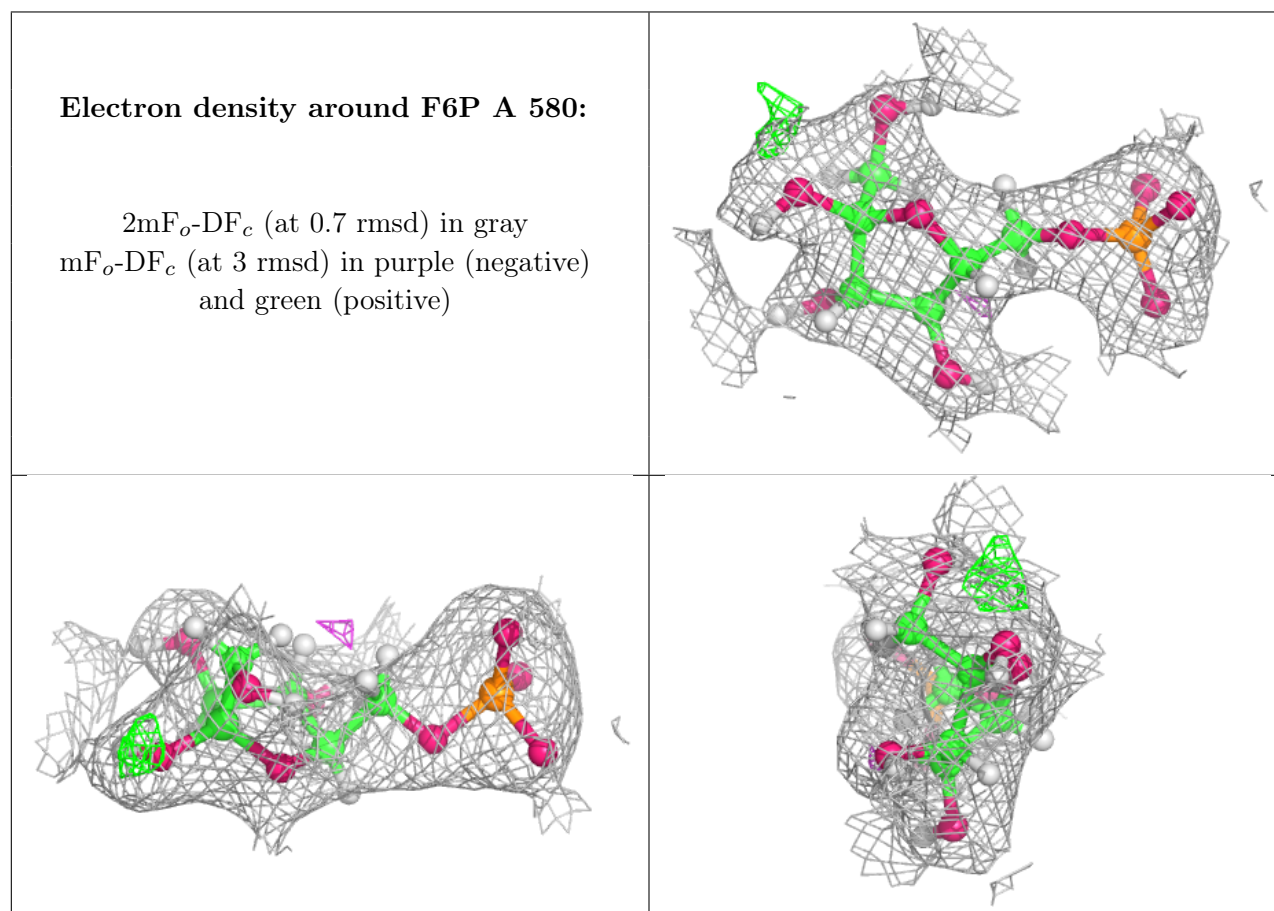 Electron density around F6P A 580:
2mFo-DFc (at 0.7 rmsd) in gray
mFo-DFc (at 3 rmsd) in purple (negative)
and green (positive)